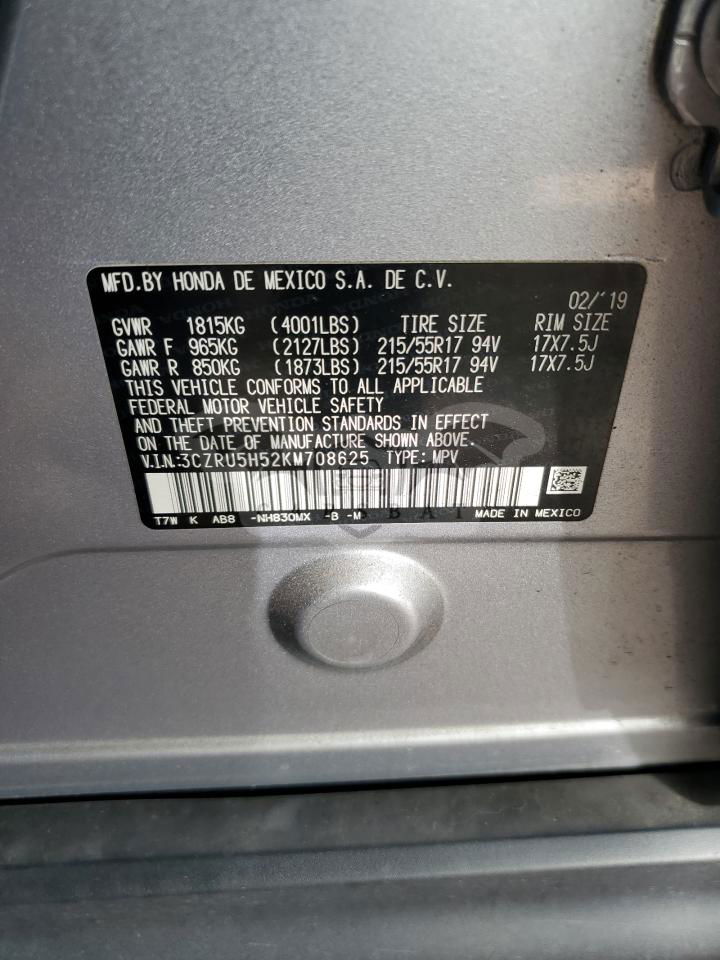 MFD.BY HONDA DE MEXICO S.A. DE C.V.
02/'19
GVWR 1815KG (4001LBS) TIRE SIZE RIM SIZE
GAWR F 965KG (2127LBS) 215/55R17 94V 17X7.5J
GAWR R 850KG (1873LBS) 215/55R17 94V 17X7.5J
THIS VEHICLE CONFORMS TO ALL APPLICABLE
FEDERAL MOTOR VEHICLE SAFETY
AND THEFT PREVENTION STANDARDS IN EFFECT
ON THE DATE OF MANUFACTURE SHOWN ABOVE.
V.I.N:3CZRU5H52KM708625 TYPE: MPV
T7W K AB8 -NH830MX -B -M MADE IN MEXICO